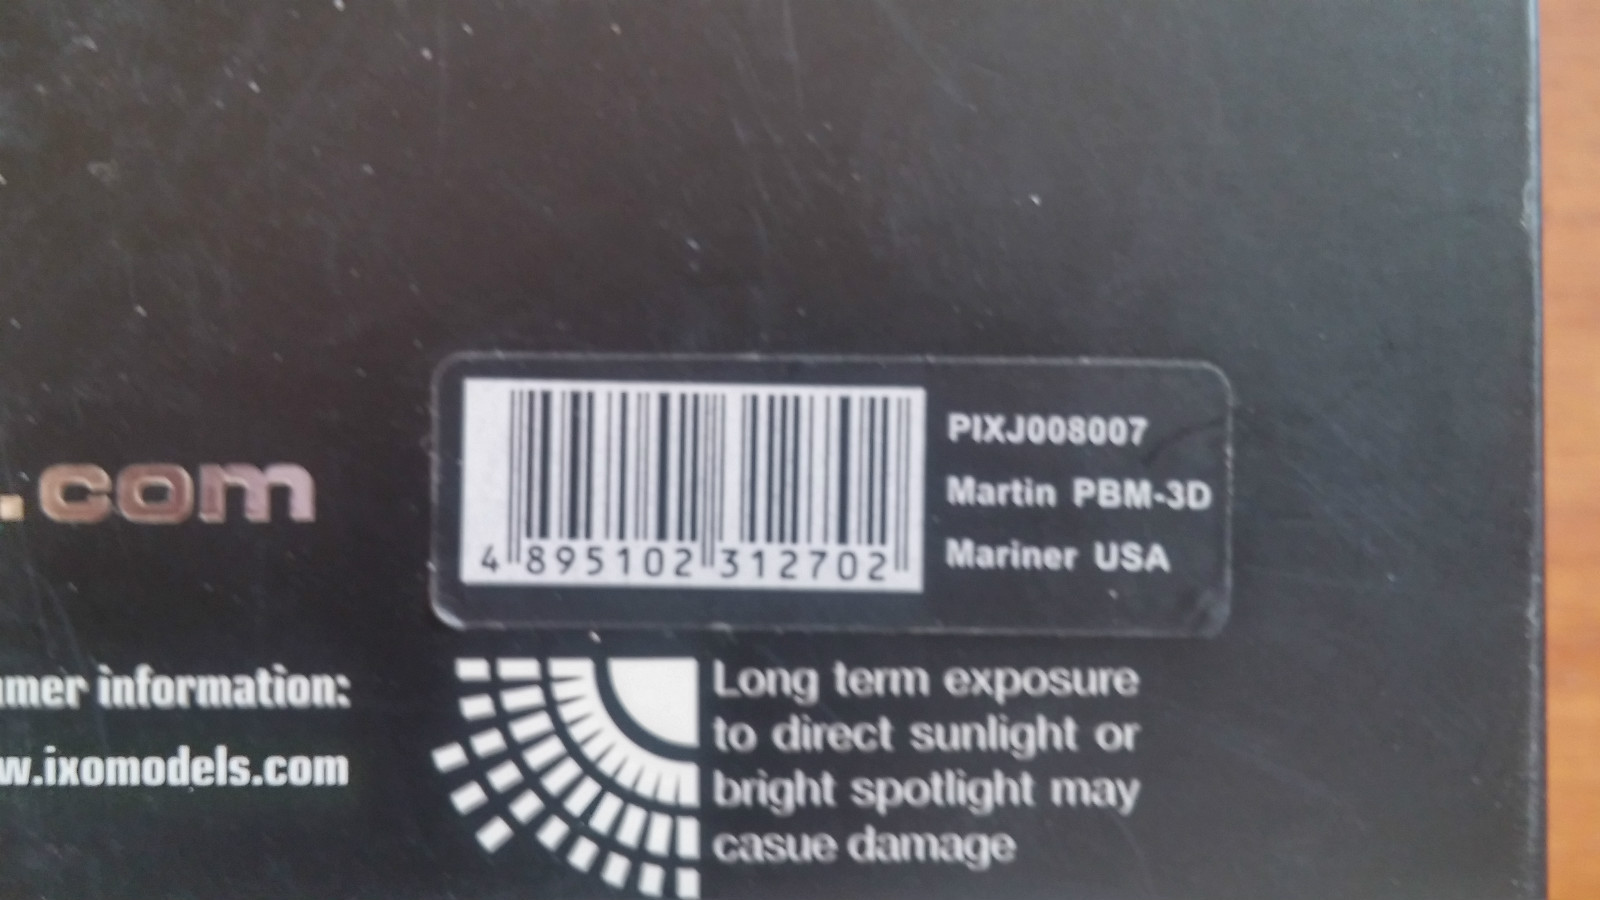 PIXJ008007
Martin PBM-3D
Mariner USA
4 895102 312702
.com
information:
w.ixomodels.com
Long term exposure
to direct sunlight or
bright spotlight may
casue damage